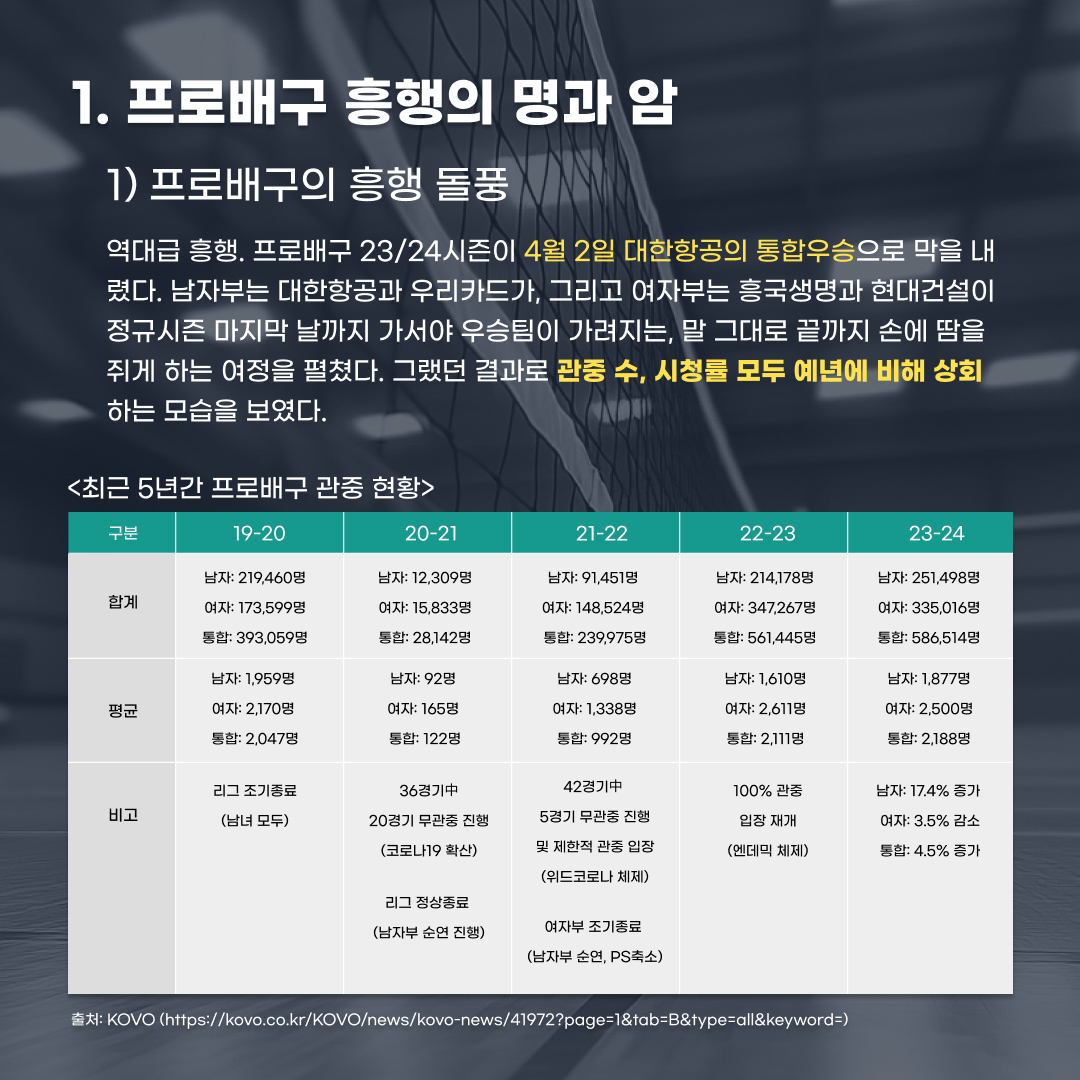 1. 프로배구 흥행의 명과 암
1) 프로배구의 흥행 돌풍
역대급 흥행. 프로배구 23/24시즌이 4월 2일 대한항공의 통합우승으로 막을 내
렸다. 남자부는 대한항공과 우리카드가, 그리고 여자부는 흥국생명과 현대건설이
정규시즌 마지막 날까지 가서야 우승팀이 가려지는, 말 그대로 끝까지 손에 땀을
쥐게 하는 여정을 펼쳤다. 그랬던 결과로 관중 수, 시청률 모두 예년에 비해 상회
하는 모습을 보였다.
<최근 5년간 프로배구 관중 현황>
구분 19-20 20-21 21-22 22-23 23-24
합계
남자: 219,460명
여자: 173,599명
통합: 393,059명
남자: 12,309명
여자: 15,833명
통합: 28,142명
남자: 91,451명
여자: 148,524명
통합: 239,975명
남자: 214,178명
여자: 347,267명
통합: 561,445명
남자: 251,498명
여자: 335,016명
통합: 586,514명
평균
남자: 1,959명
여자: 2,170명
통합: 2,047명
남자: 92명
여자: 165명
통합: 122명
남자: 698명
여자: 1,338명
통합: 992명
남자: 1,610명
여자: 2,611명
통합: 2,111명
남자: 1,877명
여자: 2,500명
통합: 2,188명
비고
리그 조기종료
(남녀 모두)
36경기中
20경기 무관중 진행
(코로나19 확산)
리그 정상종료
(남자부 순연 진행)
42경기中
5경기 무관중 진행
및 제한적 관중 입장
(위드코로나 체제)
여자부 조기종료
(남자부 순연, PS축소)
100% 관중
입장 재개
(엔데믹 체제)
남자: 17.4% 증가
여자: 3.5% 감소
통합: 4.5% 증가
출처: KOVO (https://kovo.co.kr/KOVO/news/kovo-news/41972?page=1&tab=B&type=all&keyword=)